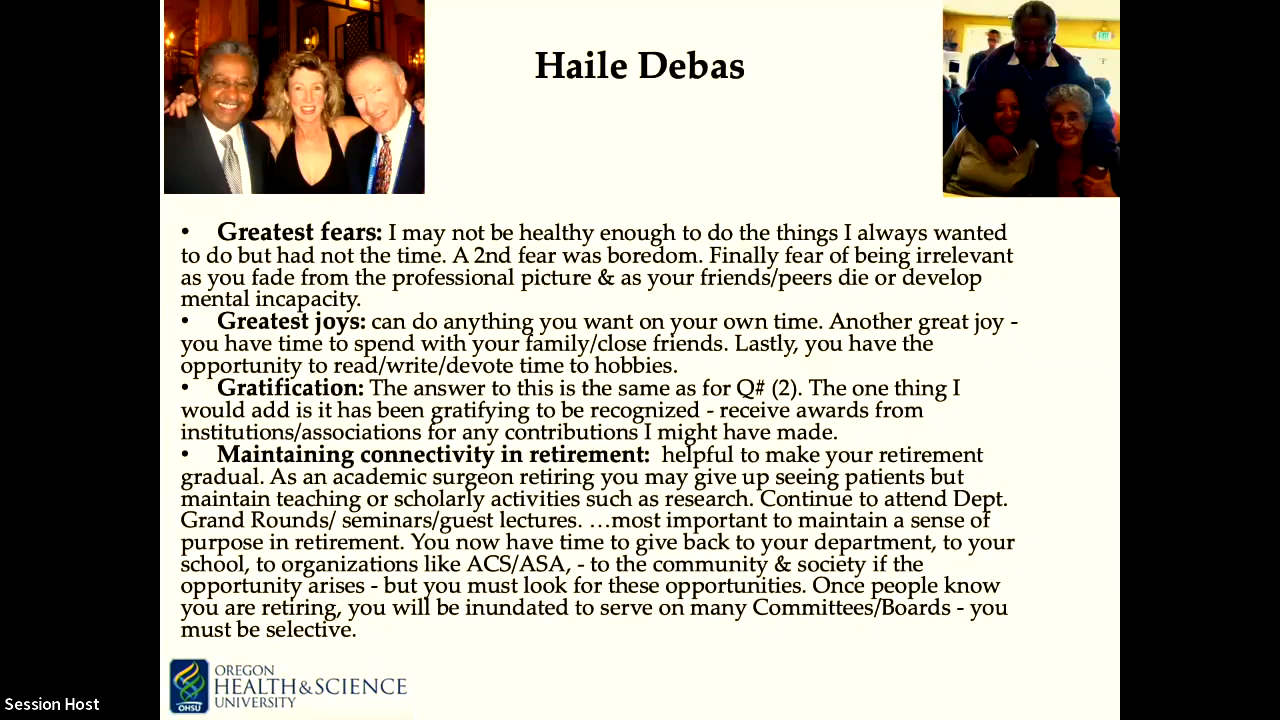 Haile Debas
EXIT
• Greatest fears: I may not be healthy enough to do the things I always wanted
to do but had not the time. A 2nd fear was boredom. Finally fear of being irrelevant
as you fade from the professional picture & as your friends/peers die or develop
mental incapacity.
• Greatest joys: can do anything you want on your own time. Another great joy -
you have time to spend with your family/close friends. Lastly, you have the
opportunity to read/write/devote time to hobbies.
• Gratification: The answer to this is the same as for Q# (2). The one thing I
would add is it has been gratifying to be recognized - receive awards from
institutions/associations for any contributions I might have made.
• Maintaining connectivity in retirement: helpful to make your retirement
gradual. As an academic surgeon retiring you may give up seeing patients but
maintain teaching or scholarly activities such as research. Continue to attend Dept.
Grand Rounds/ seminars/guest lectures. …most important to maintain a sense of
purpose in retirement. You now have time to give back to your department, to your
school, to organizations like ACS/ASA, - to the community & society if the
opportunity arises - but you must look for these opportunities. Once people know
you are retiring, you will be inundated to serve on many Committees/Boards - you
must be selective.
OHSU
OREGON
HEALTH&SCIENCE
UNIVERSITY
Session Host